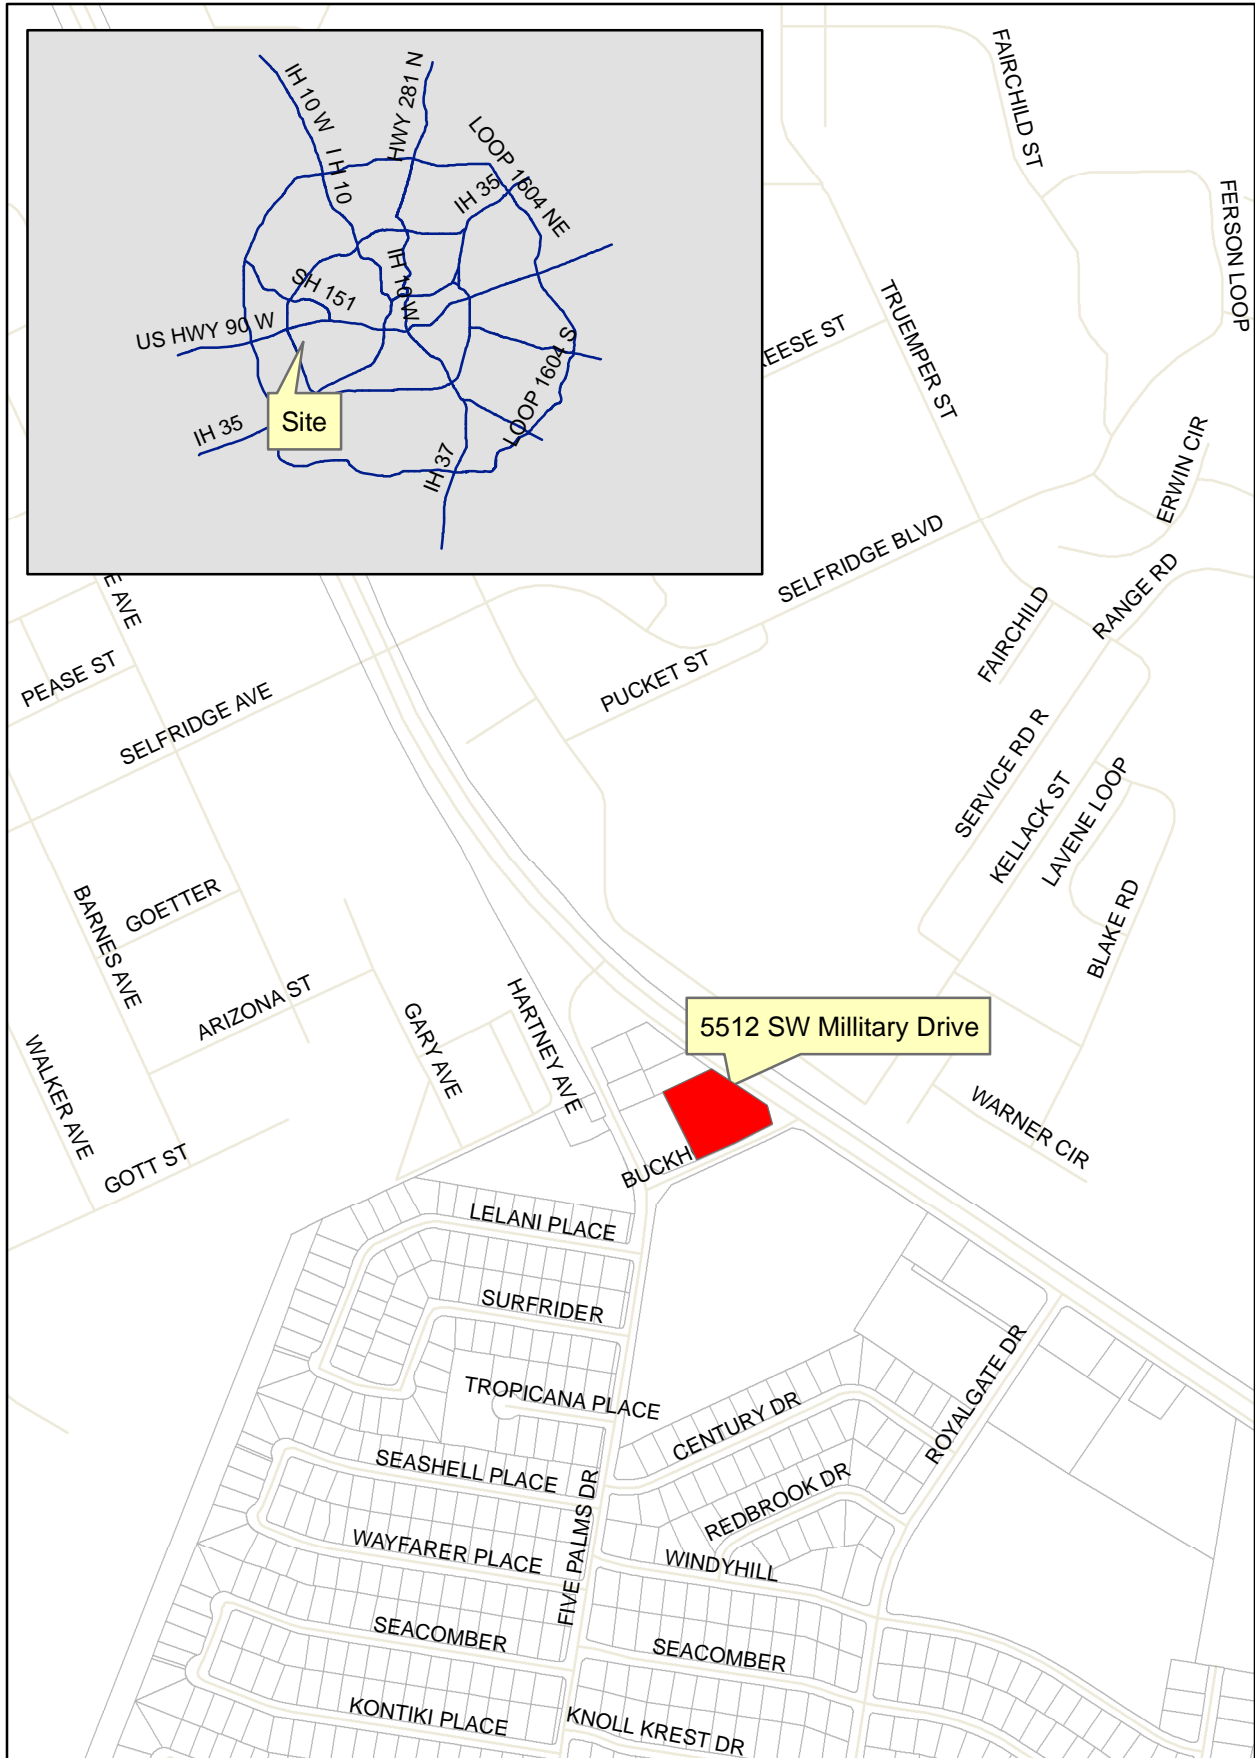 IH 10 W
I H 10
HWY 281 N
LOOP 1604 NE
IH 35
IH 10 W
SH 151
US HWY 90 W
LOOP 1604 S
IH 35
IH 37
Site
FAIRCHILD ST
FERSON LOOP
TRUEMPER ST
EESE ST
ERWIN CIR
SELFRIDGE BLVD
RANGE RD
FAIRCHILD
E AVE
PEASE ST
SELFRIDGE AVE
PUCKET ST
SERVICE RD R
KELLACK ST
LAVENE LOOP
BLAKE RD
BARNES AVE
GOETTER
ARIZONA ST
GARY AVE
HARTNEY AVE
5512 SW Millitary Drive
WALKER AVE
GOTT ST
WARNER CIR
BUCKH
LELANI PLACE
SURFRIDER
TROPICANA PLACE
CENTURY DR
ROYALGATE DR
SEASHELL PLACE
REDBROOK DR
FIVE PALMS DR
WAYFARER PLACE
WINDYHILL
SEACOMBER
SEACOMBER
KONTIKI PLACE
KNOLL KREST DR